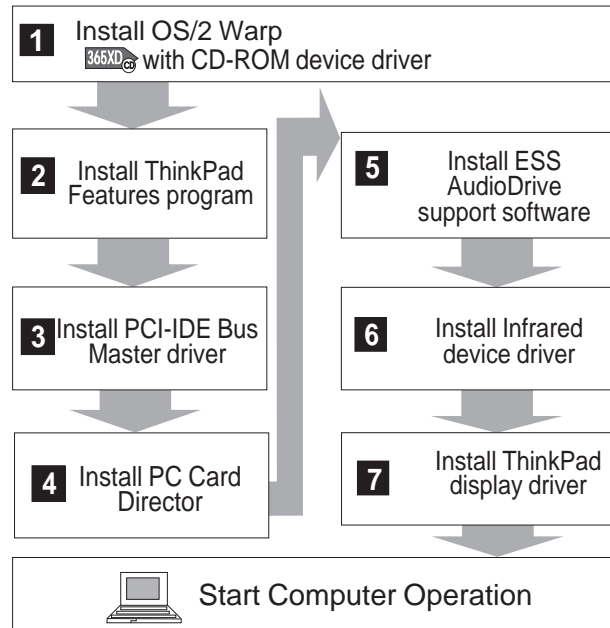 1 Install OS/2 Warp
365XD CD with CD-ROM device driver
2 Install ThinkPad
Features program
3 Install PCI-IDE Bus
Master driver
4 Install PC Card
Director
5 Install ESS
AudioDrive
support software
6 Install Infrared
device driver
7 Install ThinkPad
display driver
Start Computer Operation